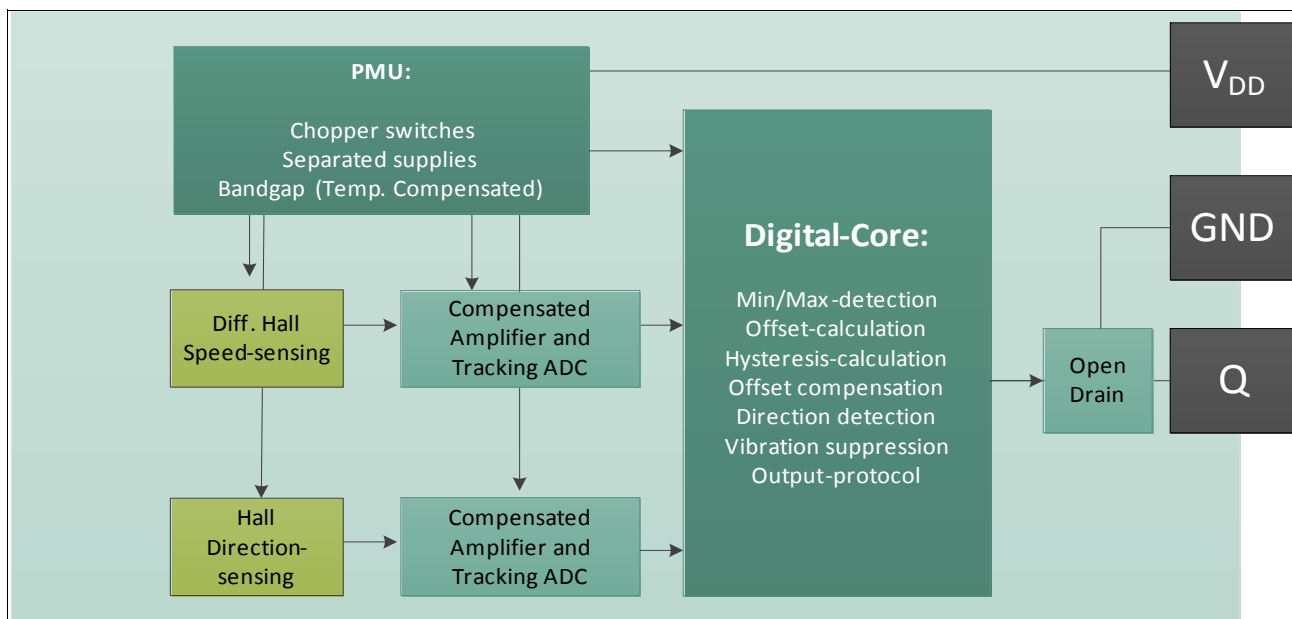 PMU:
Chopper switches
Separated supplies
Bandgap (Temp. Compensated)
V_DD
GND
Digital-Core:
Min/Max-detection
Offset-calculation
Hysteresis-calculation
Offset compensation
Direction detection
Vibration suppression
Output-protocol
Diff. Hall
Speed-sensing
Compensated
Amplifier and
Tracking ADC
Open
Drain
Q
Hall
Direction-
sensing
Compensated
Amplifier and
Tracking ADC